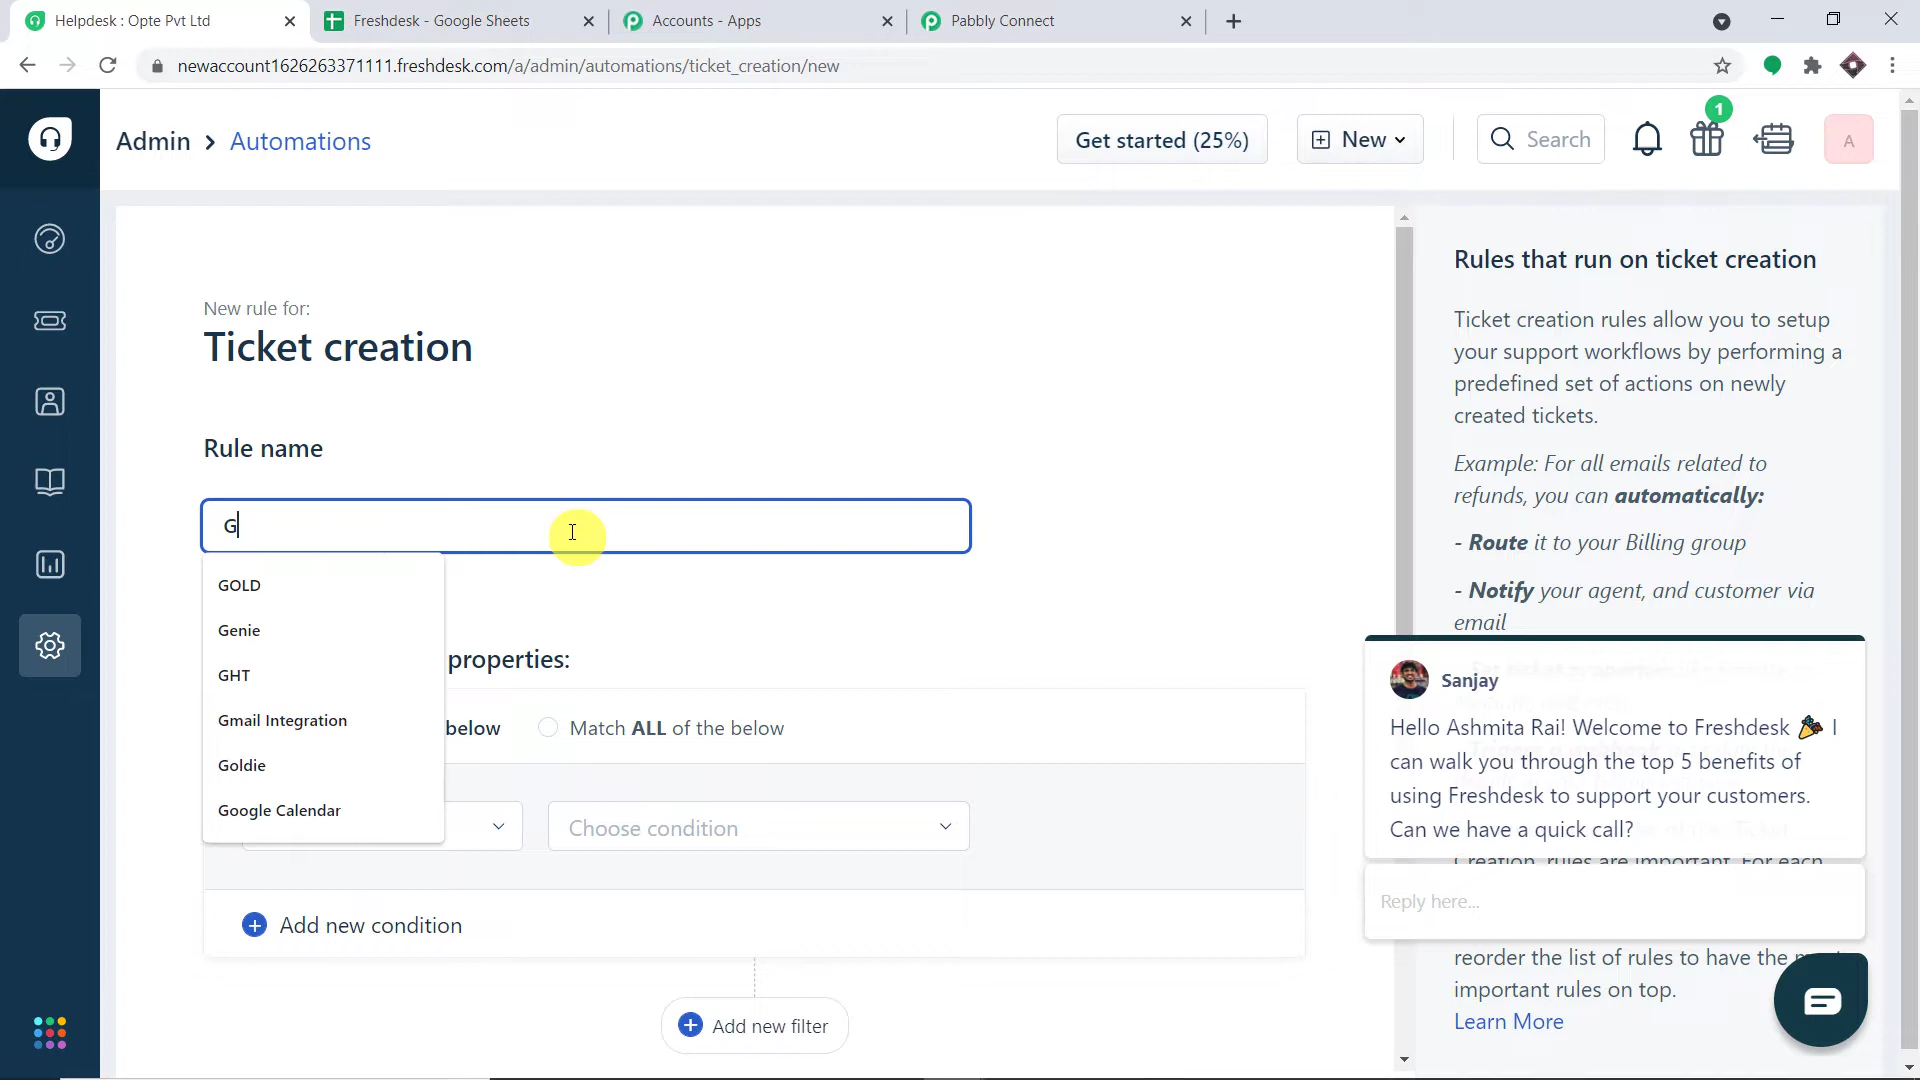 Helpdesk : Opte Pvt Ltd
Freshdesk - Google Sheets
Accounts - Apps
Pabbly Connect
newaccount1626263371111.freshdesk.com/a/admin/automations/ticket_creation/new
Admin
Automations
Get started (25%)
New
Search
1
A
New rule for:
Ticket creation
Rule name
G
GOLD
Genie
GHT
Gmail Integration
Goldie
Google Calendar
properties:
below
Match ALL of the below
Choose condition
Add new condition
Add new filter
Rules that run on ticket creation
Ticket creation rules allow you to setup
your support workflows by performing a
predefined set of actions on newly
created tickets.
Example: For all emails related to
refunds, you can automatically:
- Route it to your Billing group
- Notify your agent, and customer via
email
Sanjay
Hello Ashmita Rai! Welcome to Freshdesk 🎉 I
can walk you through the top 5 benefits of
using Freshdesk to support your customers.
Can we have a quick call?
Creation, rules are important. For each
Reply here...
reorder the list of rules to have the
important rules on top.
Learn More